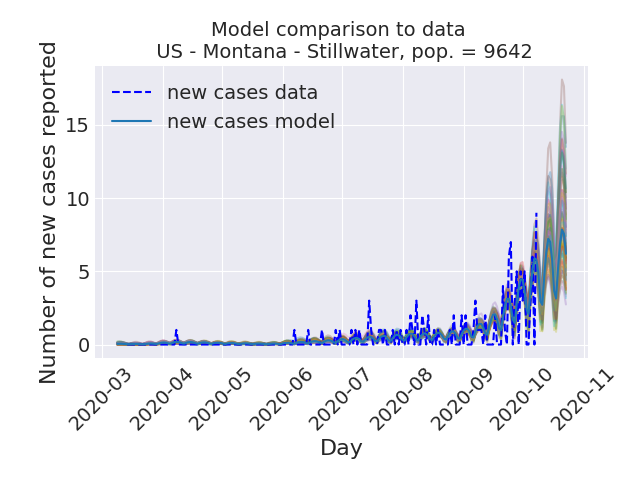 Model comparison to data
US - Montana - Stillwater, pop. = 9642
new cases data
new cases model
Number of new cases reported
15
10
5
0
2020-03
2020-04
2020-05
2020-06
2020-07
2020-08
2020-09
2020-10
2020-11
Day